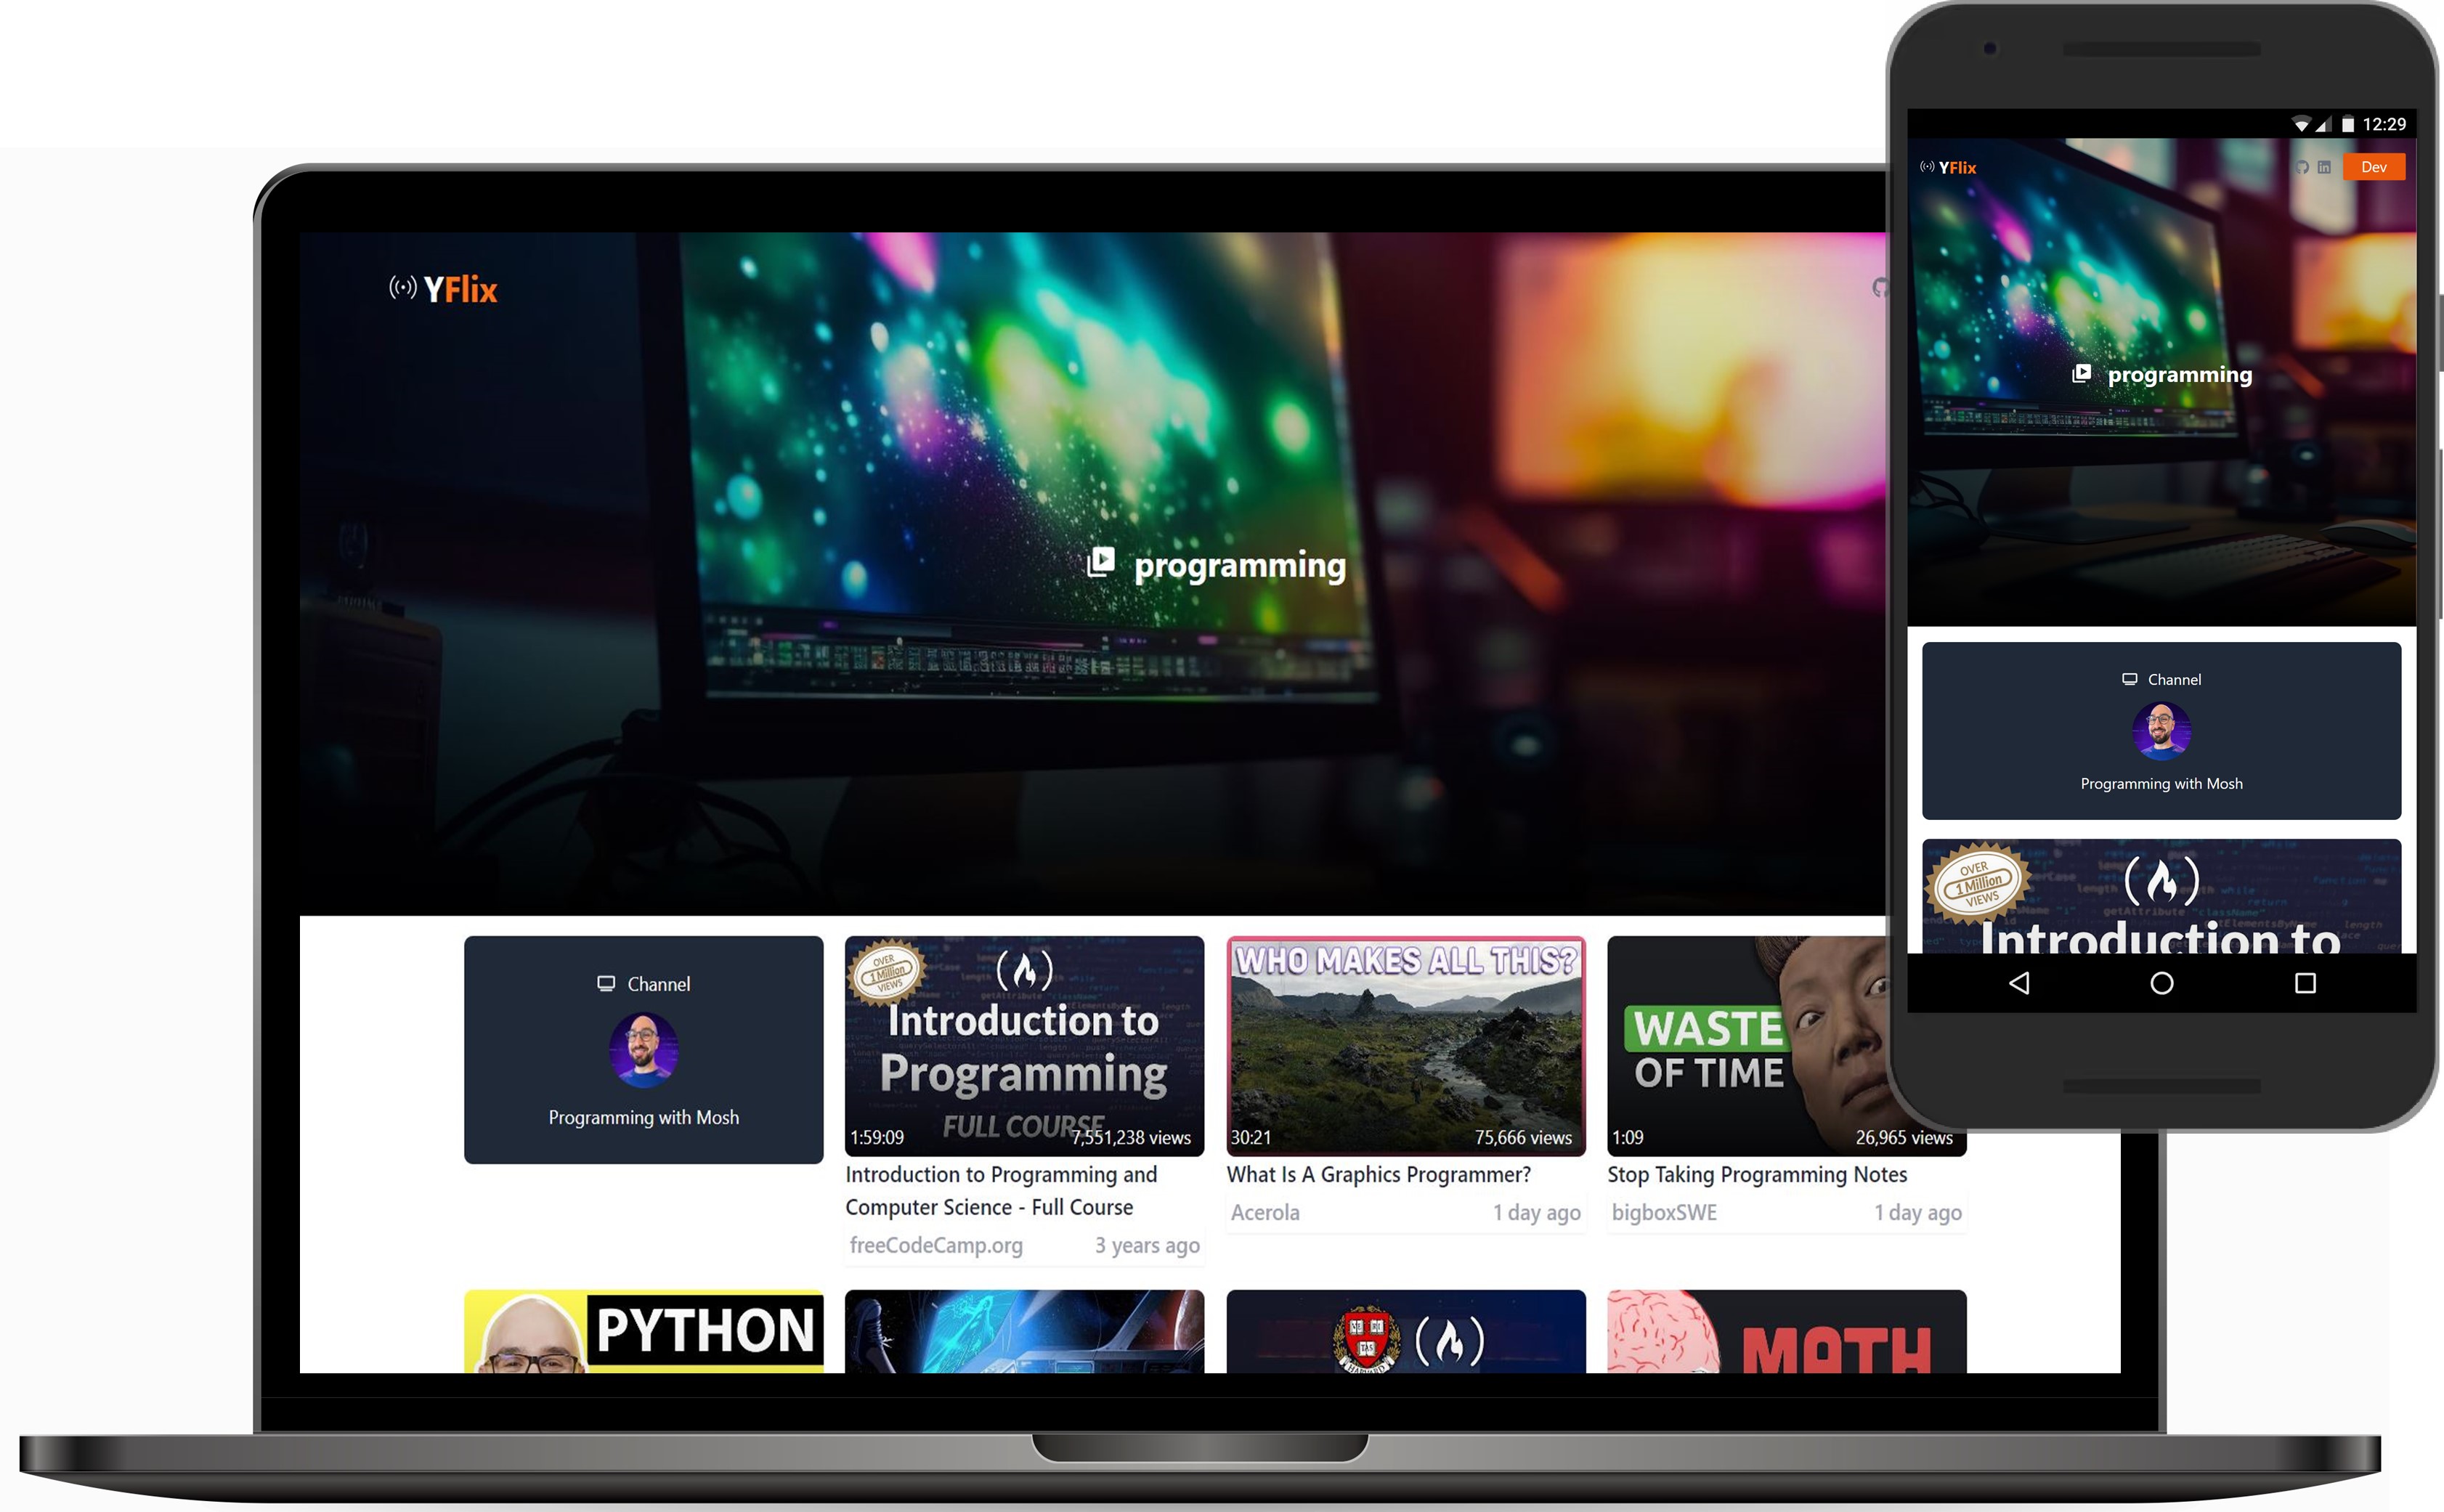 YFlix
programming
Channel
Programming with Mosh
OVER
1 Million
VIEWS
Introduction to
Programming
FULL COURSE
1:59:09
7,551,238 views
Introduction to Programming and
Computer Science - Full Course
freeCodeCamp.org
3 years ago
WHO MAKES ALL THIS?
30:21
75,666 views
What Is A Graphics Programmer?
Acerola
1 day ago
WASTE
OF TIME
1:09
26,965 views
Stop Taking Programming Notes
bigboxSWE
1 day ago
PYTHON
VE RI
TAS
HARVARD
MATH
12:29
YFlix
Dev
programming
Channel
Programming with Mosh
OVER
1 Million
VIEWS
Introduction to